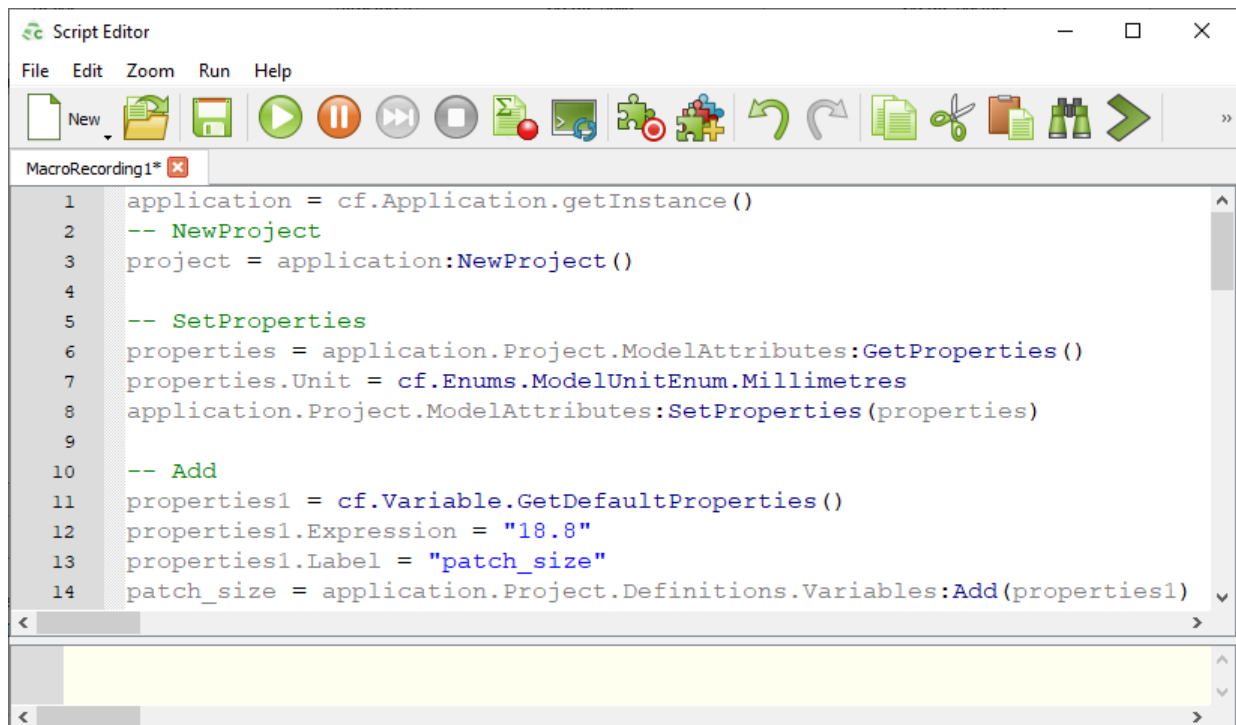 Script Editor
File Edit Zoom Run Help
New
MacroRecording1*
1 application = cf.Application.getInstance()
2 -- NewProject
3 project = application:NewProject()
4
5 -- SetProperties
6 properties = application.Project.ModelAttributes:GetProperties()
7 properties.Unit = cf.Enums.ModelUnitEnum.Millimetres
8 application.Project.ModelAttributes:SetProperties(properties)
9
10 -- Add
11 properties1 = cf.Variable.GetDefaultProperties()
12 properties1.Expression = "18.8"
13 properties1.Label = "patch_size"
14 patch_size = application.Project.Definitions.Variables:Add(properties1)